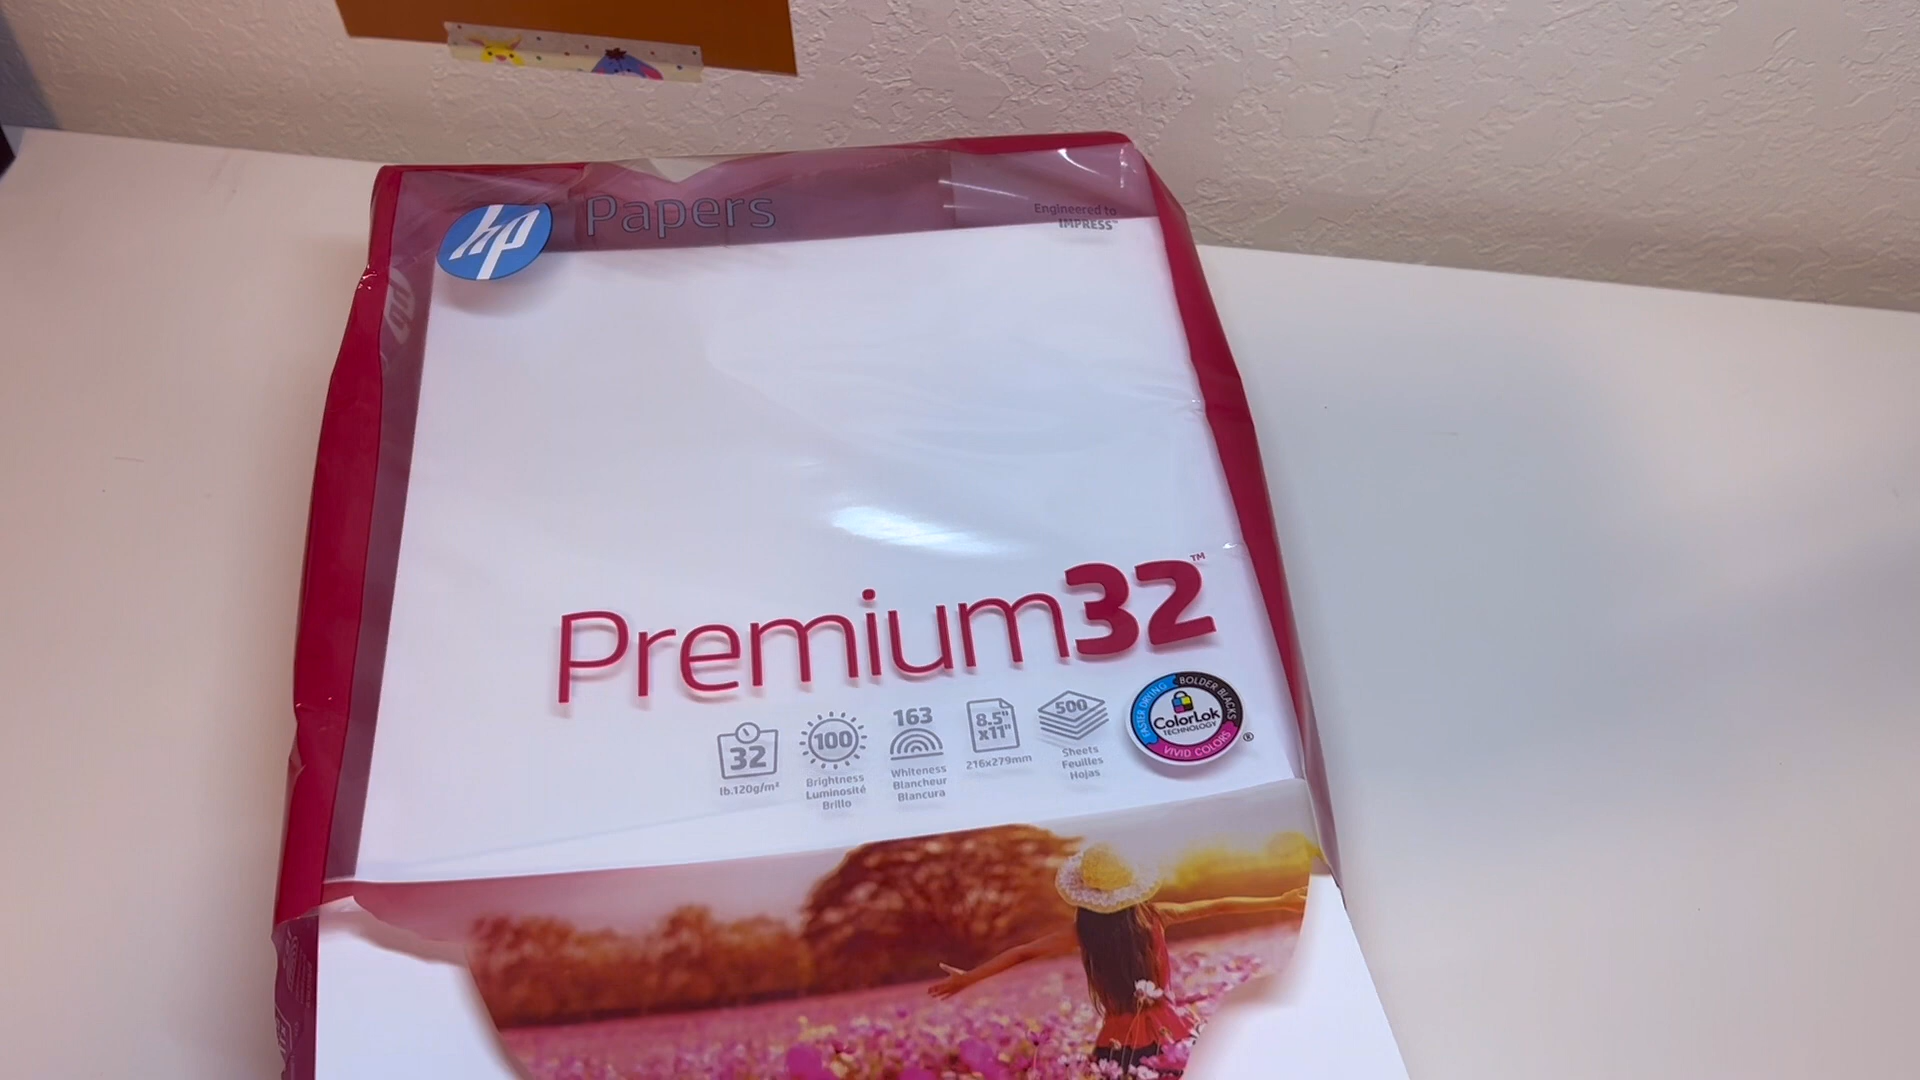 hp
Papers
Engineered to
IMPRESS™
hp
Premium32™
32
lb.120g/m²
100
Brightness
Luminosité
Brillo
163
Whiteness
Blancheur
Blancura
8.5"
x11"
216x279mm
500
Sheets
Feuilles
Hojas
FASTER DRYING BOLDER BLACKS
ColorLok
TECHNOLOGY
VIVID COLORS
®